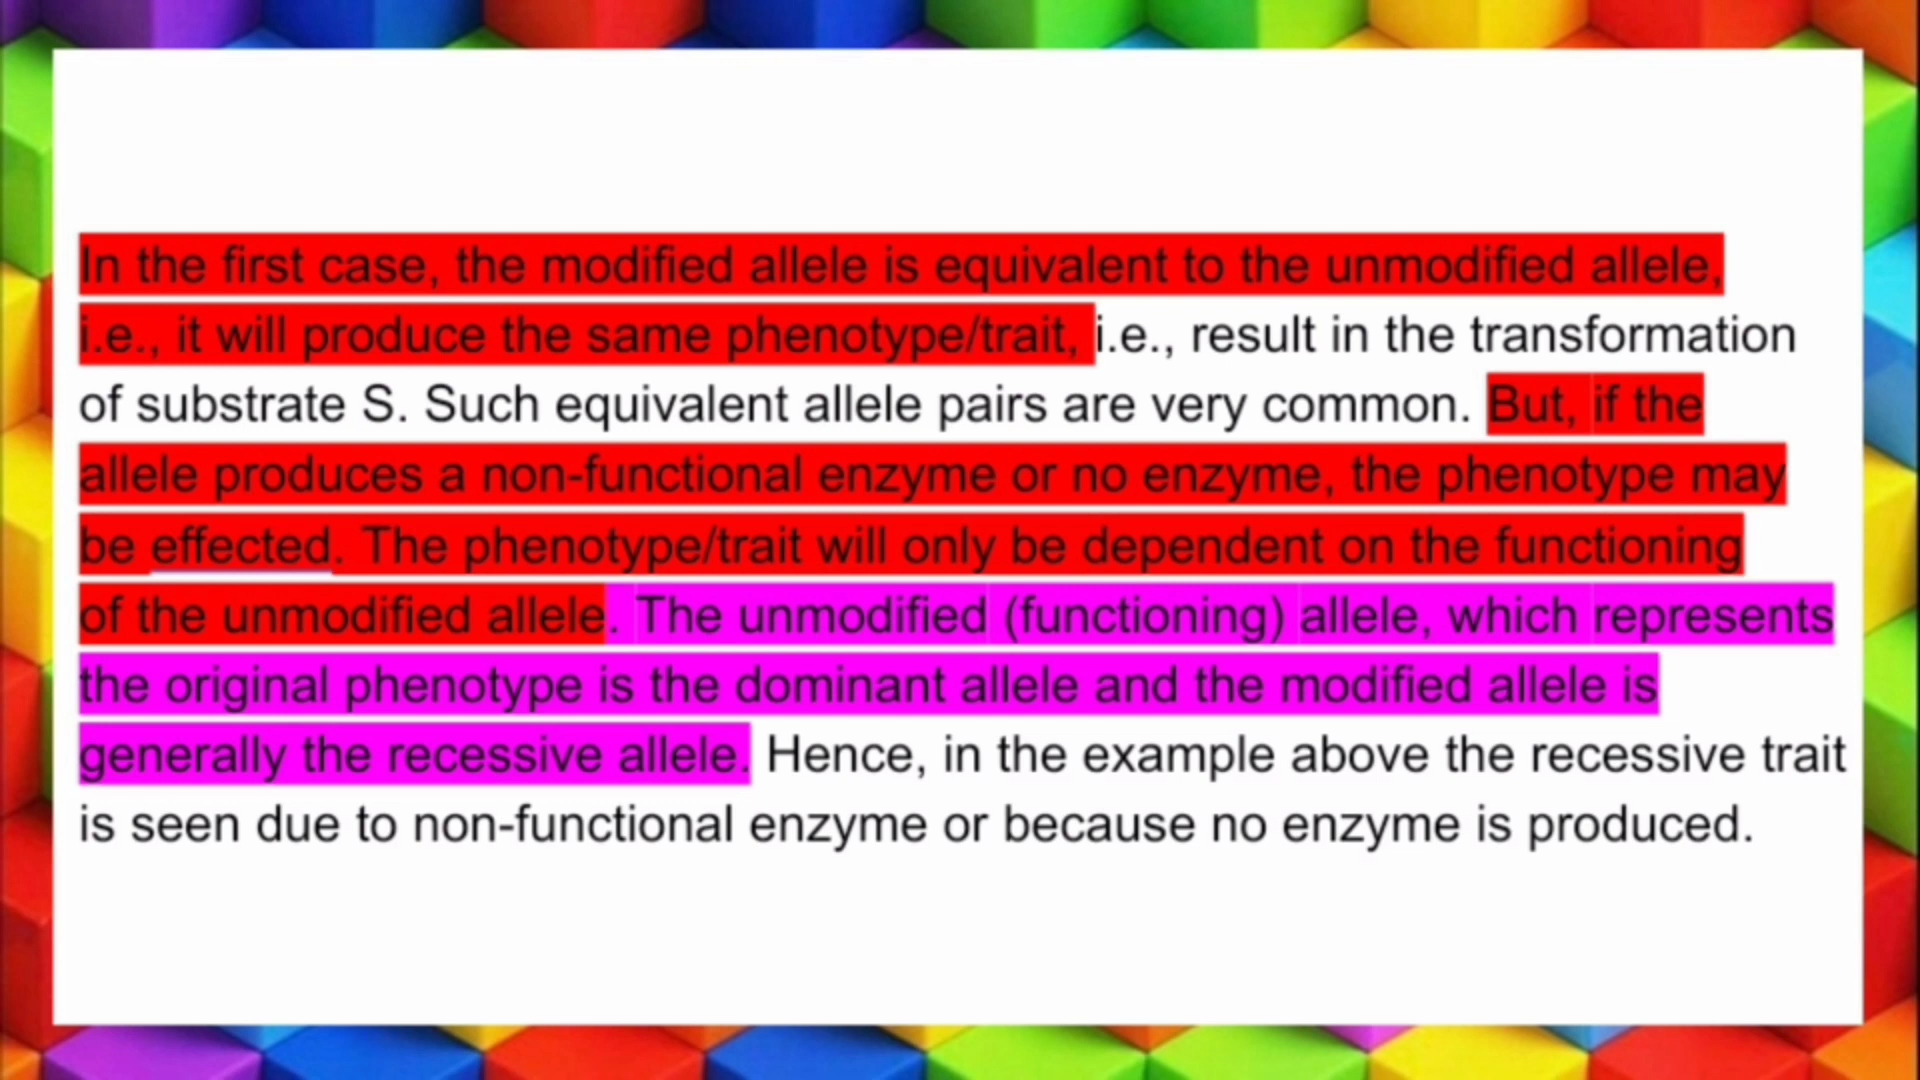 In the first case, the modified allele is equivalent to the unmodified allele,
i.e., it will produce the same phenotype/trait, i.e., result in the transformation
of substrate S. Such equivalent allele pairs are very common. But, if the
allele produces a non-functional enzyme or no enzyme, the phenotype may
be effected. The phenotype/trait will only be dependent on the functioning
of the unmodified allele. The unmodified (functioning) allele, which represents
the original phenotype is the dominant allele and the modified allele is
generally the recessive allele. Hence, in the example above the recessive trait
is seen due to non-functional enzyme or because no enzyme is produced.